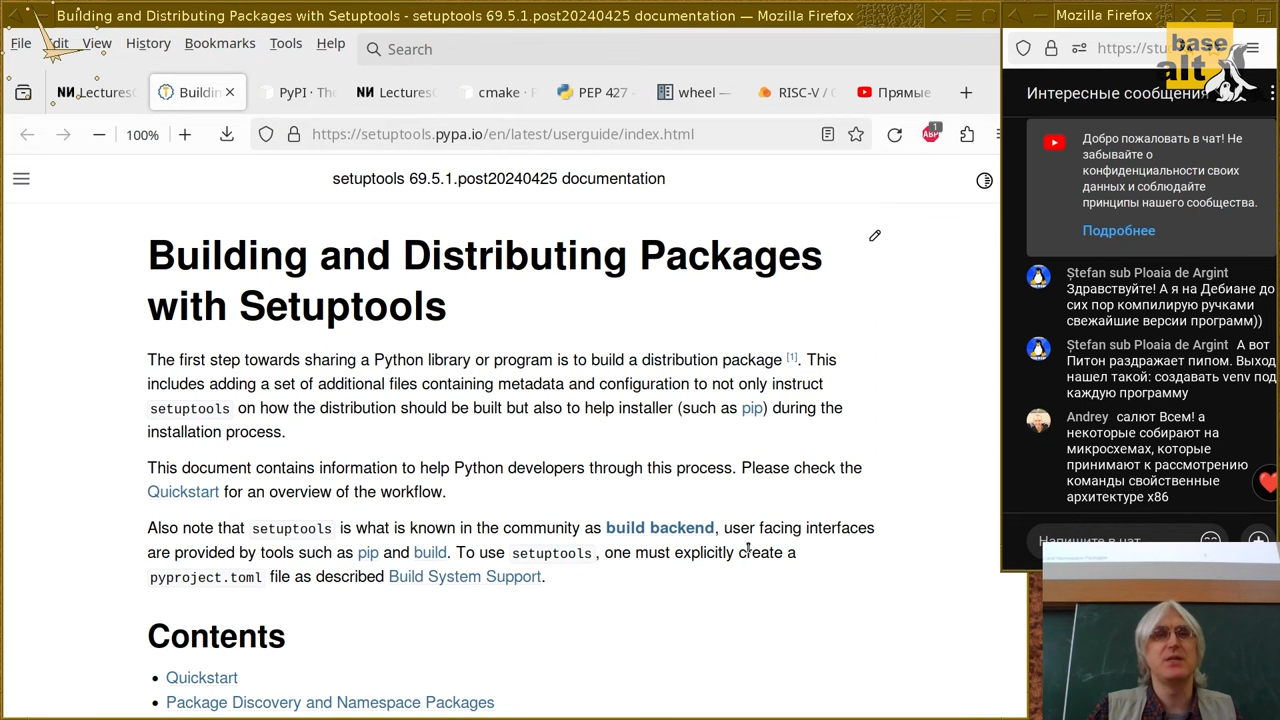 Building and Distributing Packages with Setuptools - setuptools 69.5.1.post20240425 documentation — Mozilla Firefox
File Edit View History Bookmarks Tools Help
Search
Lectures
Buildin
PyPI · The
Lectures
cmake · P
PEP 427
wheel —
RISC-V / (
Прямые
100%
https://setuptools.pypa.io/en/latest/userguide/index.html
1
ABP
setuptools 69.5.1.post20240425 documentation
Building and Distributing Packages
with Setuptools
The first step towards sharing a Python library or program is to build a distribution package [1]. This
includes adding a set of additional files containing metadata and configuration to not only instruct
setuptools on how the distribution should be built but also to help installer (such as pip) during the
installation process.
This document contains information to help Python developers through this process. Please check the
Quickstart for an overview of the workflow.
Also note that setuptools is what is known in the community as build backend, user facing interfaces
are provided by tools such as pip and build. To use setuptools, one must explicitly create a
pyproject.toml file as described Build System Support.
Contents
• Quickstart
• Package Discovery and Namespace Packages
Mozilla Firefox
base
alt
https://stu
Интересные сообщения
Добро пожаловать в чат! Не
забывайте о
конфиденциальности своих
данных и соблюдайте
принципы нашего сообщества.
Подробнее
Ștefan sub Ploaia de Argint
Здравствуйте! А я на Дебиане до
сих пор компилирую ручками
свежайшие версии программ))
Ștefan sub Ploaia de Argint А вот
Питон раздражает пипом. Выход
нашел такой: создавать venv под
каждую программу
Andrey салют Всем! а
некоторые собирают на
микросхемах, которые
принимают к рассмотрению
команды свойственные
архитектуре x86
Напишите в чат